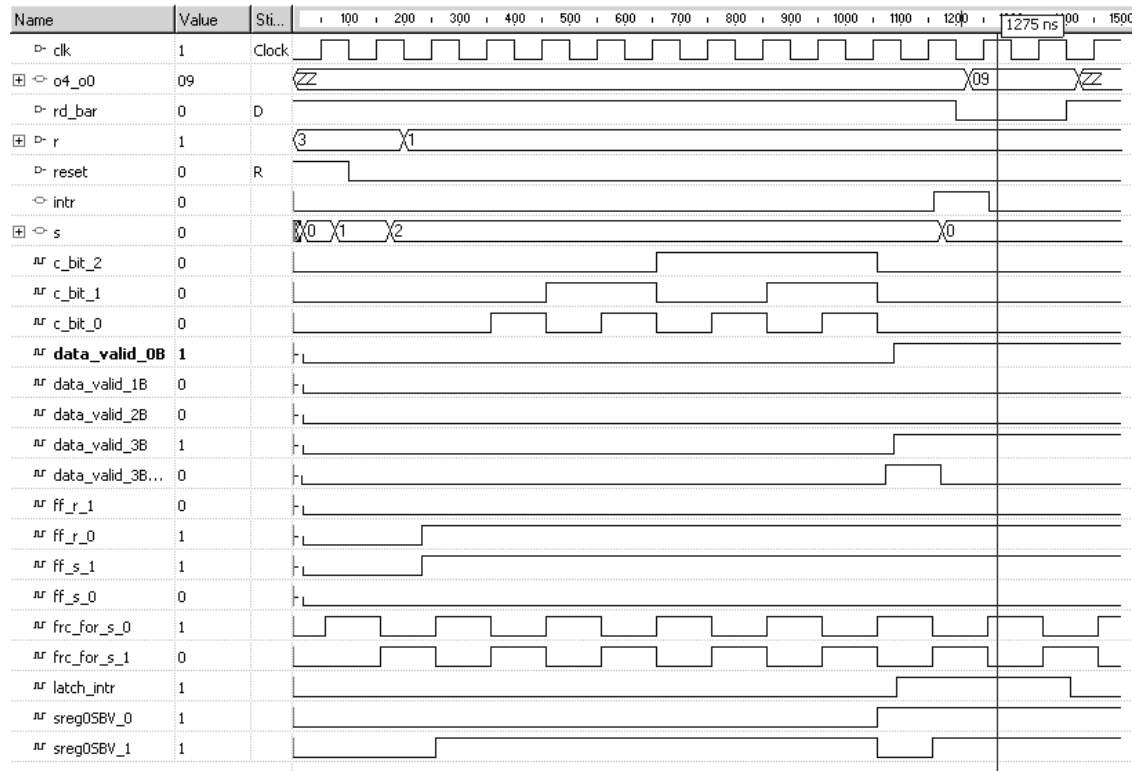 Name Value Sti... 100 200 300 400 500 600 700 800 900 1000 1100 1200 00 1500
1275 ns
clk 1 Clock
o4_o0 09 ZZ 09 ZZ
rd_bar 0 D
r 1 3 1
reset 0 R
intr 0
s 0 0 1 2 0
c_bit_2 0
c_bit_1 0
c_bit_0 0
data_valid_0B 1
data_valid_1B 0
data_valid_2B 0
data_valid_3B 1
data_valid_3B... 0
ff_r_1 0
ff_r_0 1
ff_s_1 1
ff_s_0 0
frc_for_s_0 1
frc_for_s_1 0
latch_intr 1
sreg0SBV_0 1
sreg0SBV_1 1